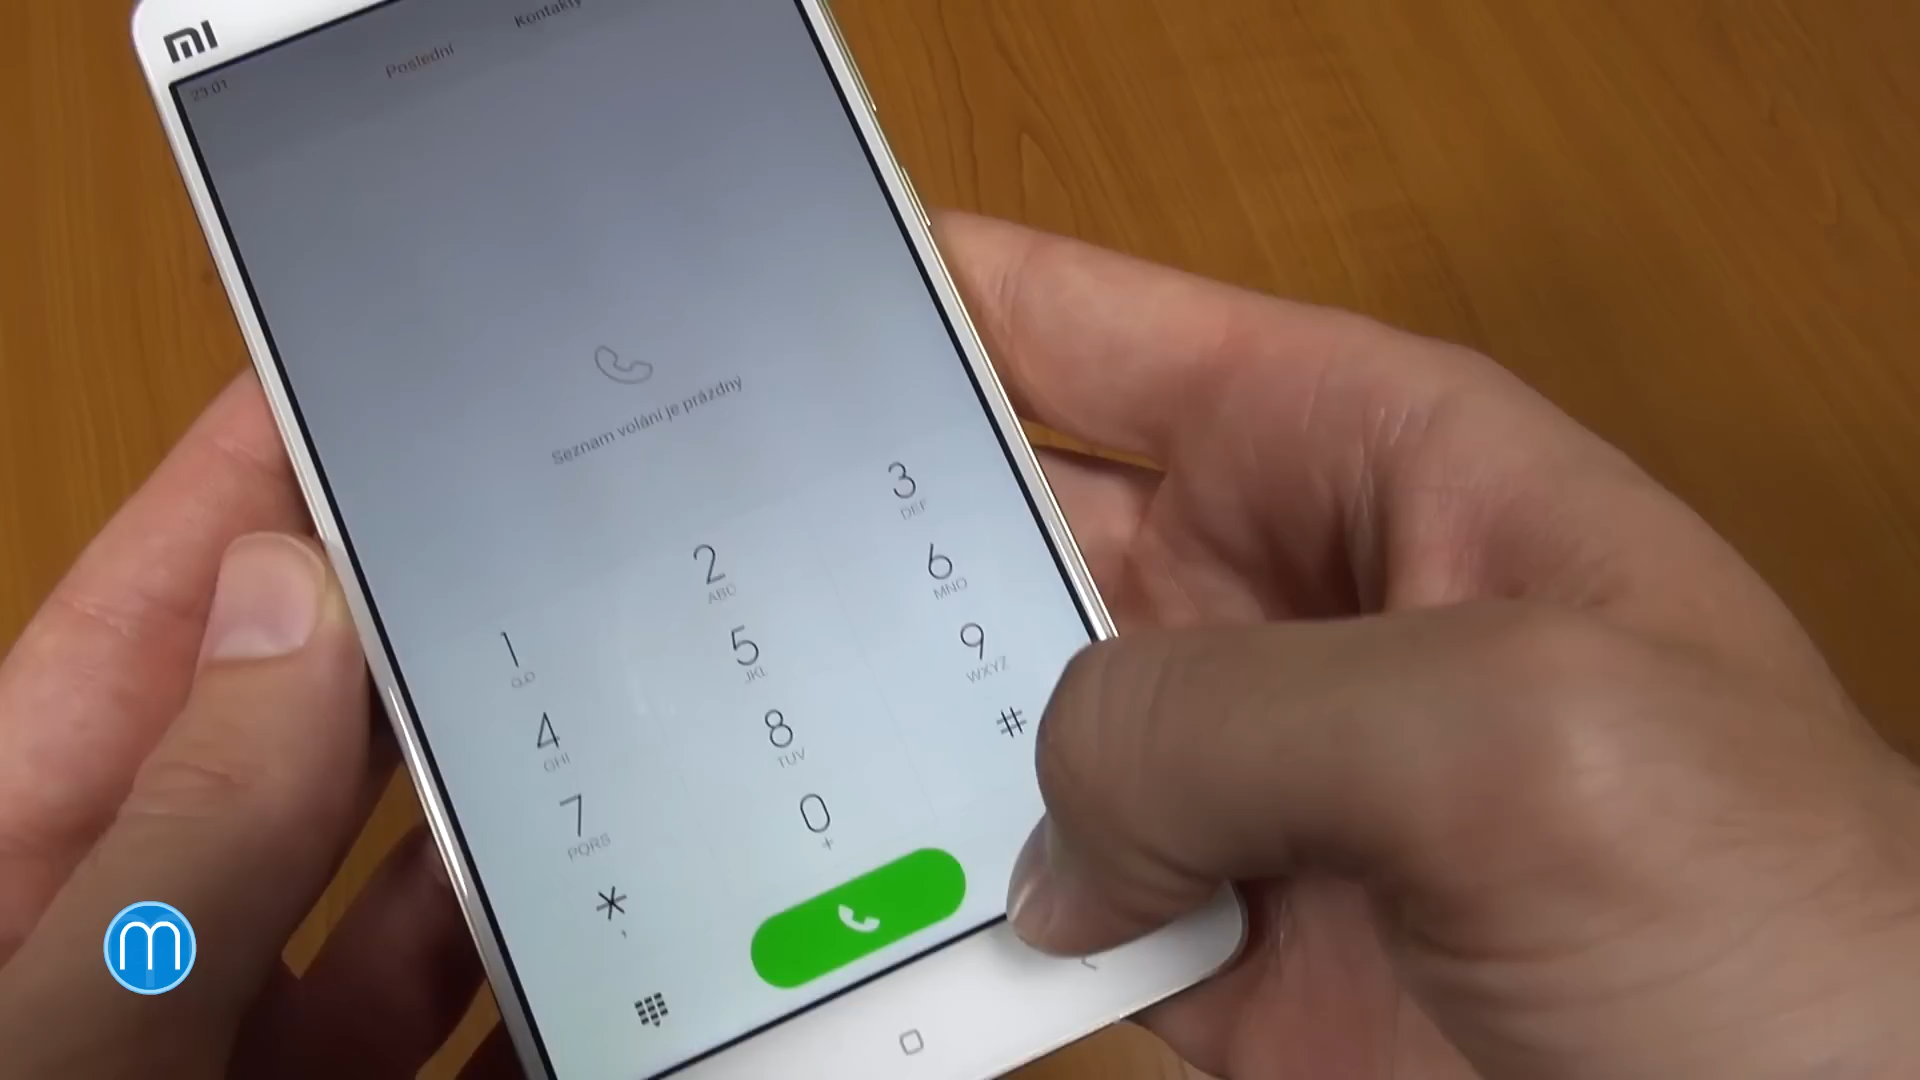 mi
23:01
Poslední
Kontakty
Seznam volání je prázdný
1
2
ABC
3
DEF
4
GHI
5
JKL
6
MNO
7
PQRS
8
TUV
9
WXYZ
*
,
0
+
#
m